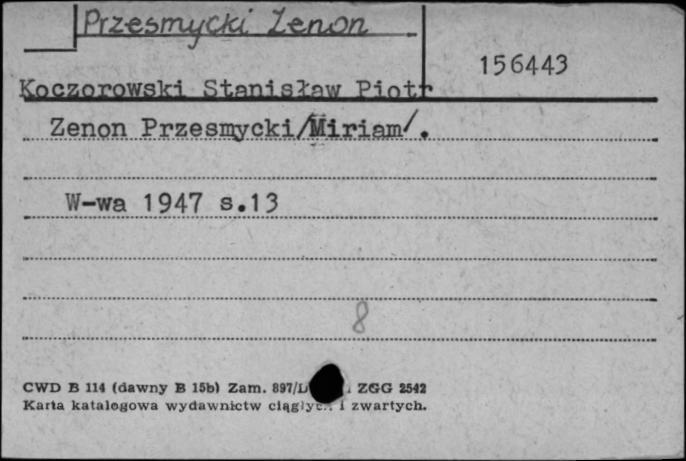 Przesmycki Zenon
156443
Koczorowski Stanisław Piotr
Zenon Przesmycki/Miriam/.
W-wa 1947 s.13
8
CWD B 114 (dawny B 15b) Zam. 897/ ZGG 2542
Karta katalogowa wydawnictw ciągłych i zwartych.